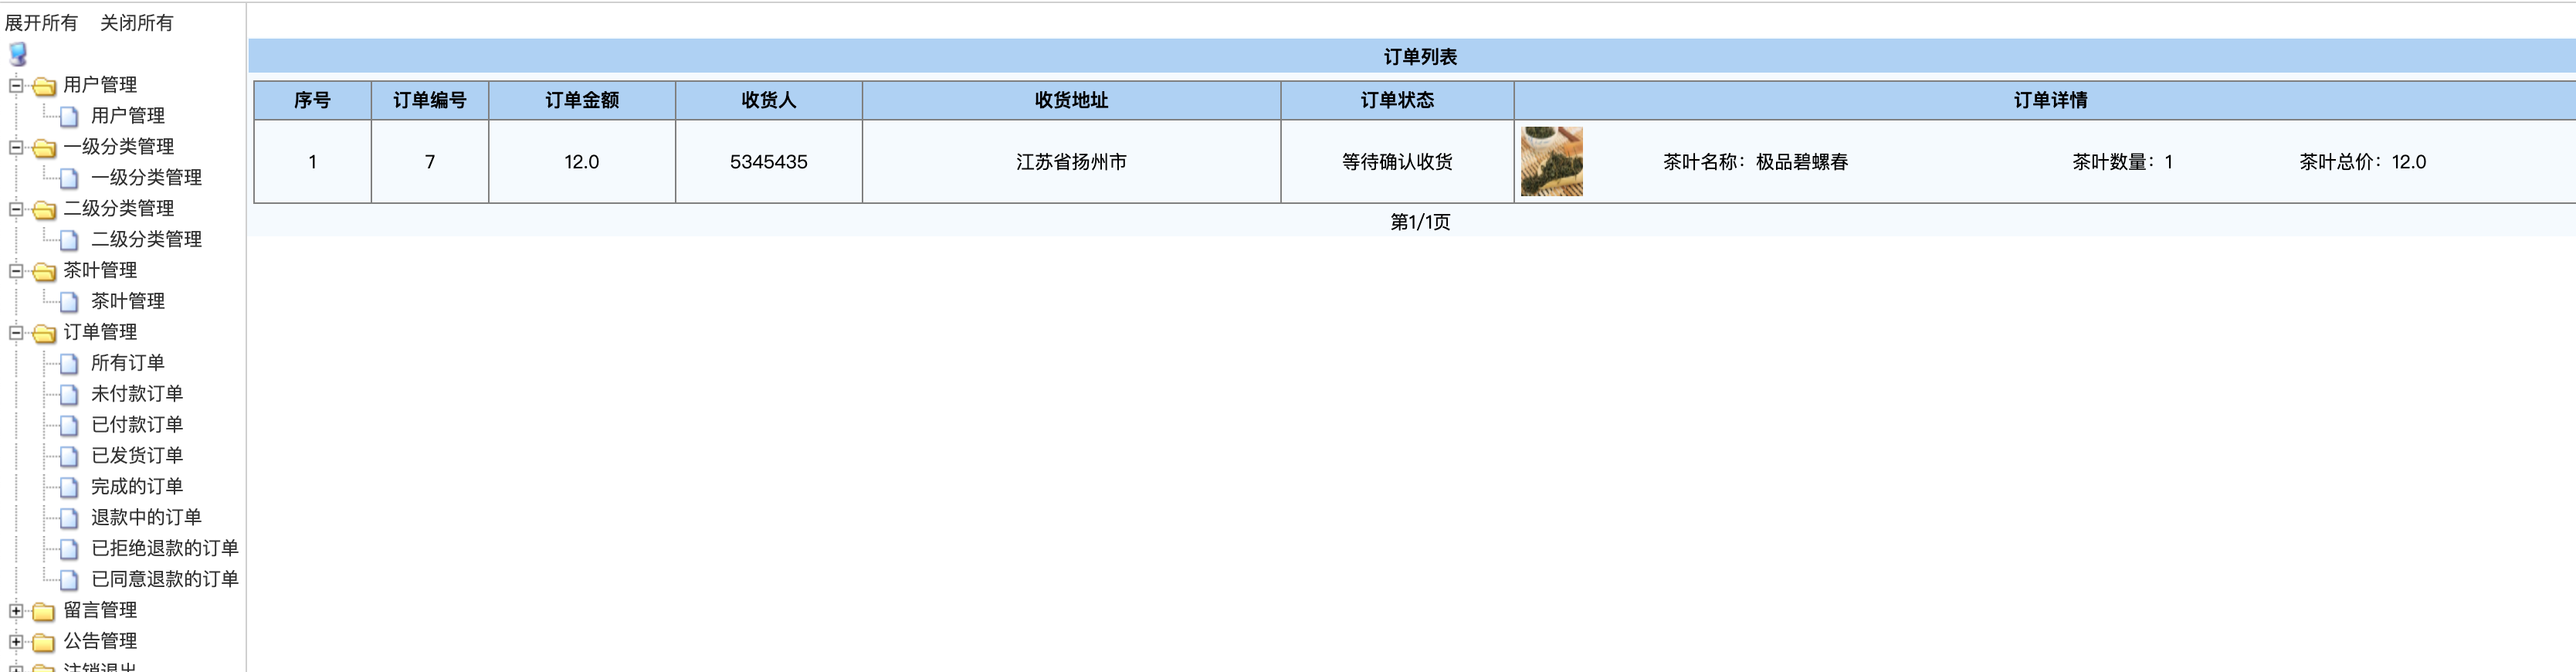 展开所有 关闭所有
用户管理
用户管理
一级分类管理
一级分类管理
二级分类管理
二级分类管理
茶叶管理
茶叶管理
订单管理
所有订单
未付款订单
已付款订单
已发货订单
完成的订单
退款中的订单
已拒绝退款的订单
已同意退款的订单
留言管理
公告管理
注销退出
订单列表
序号 订单编号 订单金额 收货人 收货地址 订单状态 订单详情
1 7 12.0 5345435 江苏省扬州市 等待确认收货 茶叶名称：极品碧螺春 茶叶数量：1 茶叶总价：12.0
第1/1页